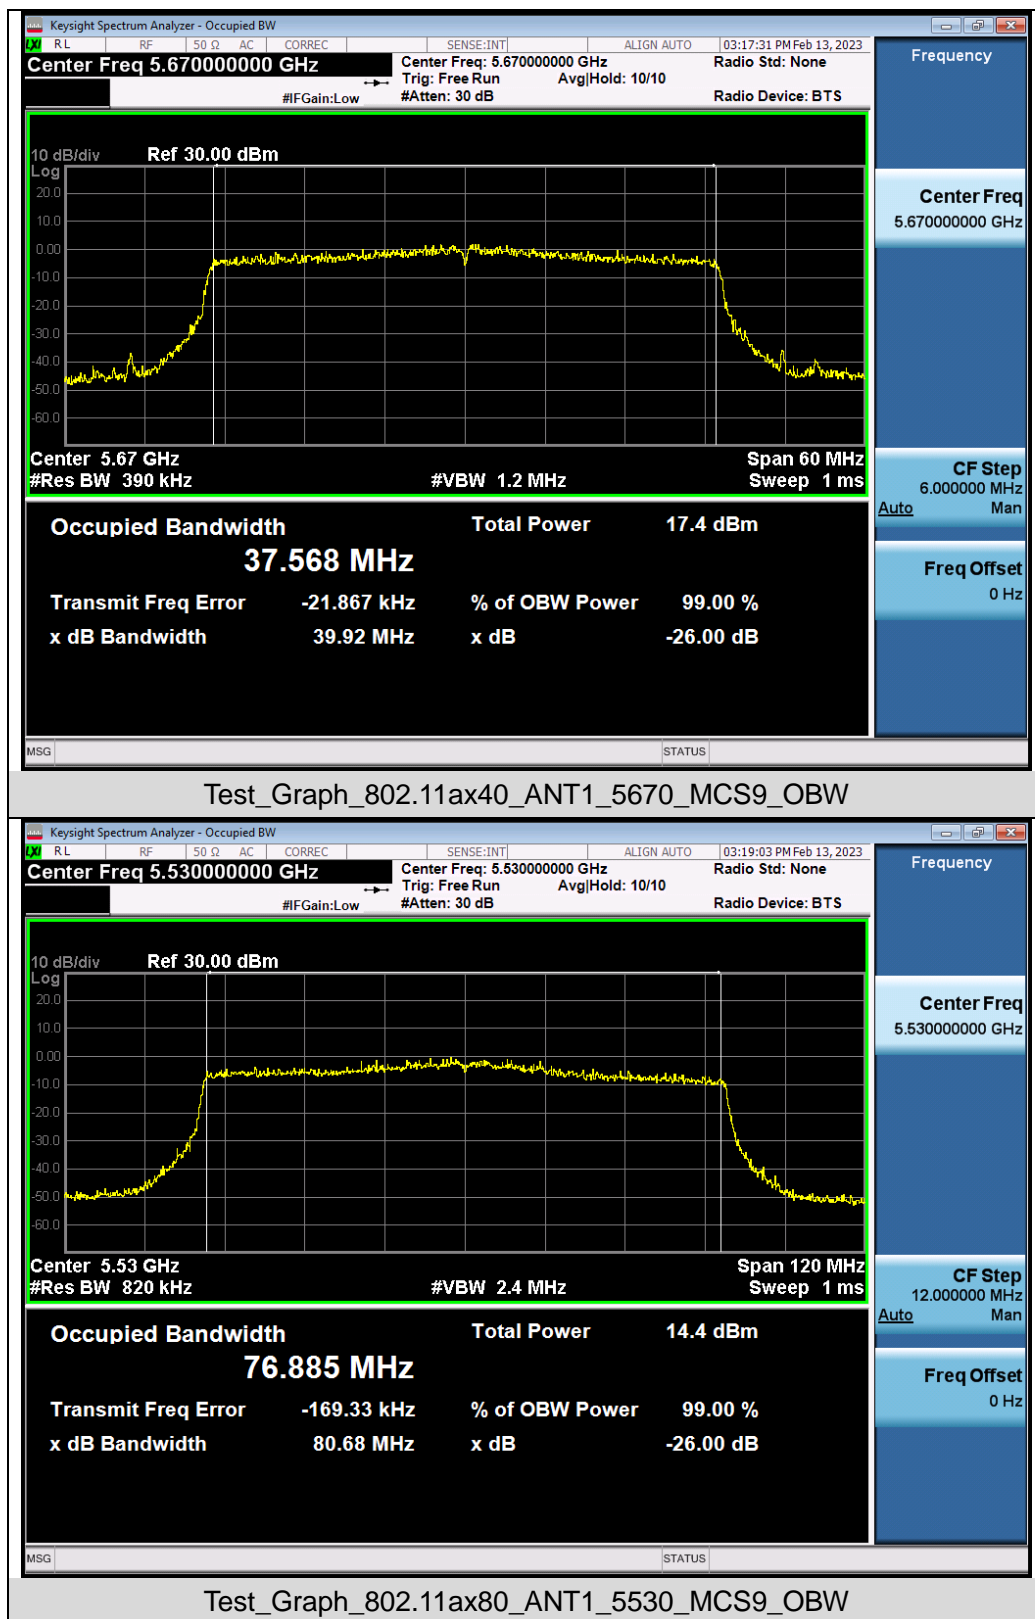 Keysight Spectrum Analyzer - Occupied BW
LXI RL RF 50 Ω AC CORREC SENSE:INT ALIGN AUTO 03:17:31 PM Feb 13, 2023
Center Freq 5.670000000 GHz
Center Freq: 5.670000000 GHz
Radio Std: None
Trig: Free Run Avg|Hold: 10/10
#IFGain:Low
#Atten: 30 dB
Radio Device: BTS
Frequency
10 dB/div Ref 30.00 dBm
Log
20.0
10.0
0.00
-10.0
-20.0
-30.0
-40.0
-50.0
-60.0
Center Freq
5.670000000 GHz
Center 5.67 GHz Span 60 MHz
#Res BW 390 kHz #VBW 1.2 MHz Sweep 1 ms
CF Step
6.000000 MHz
Auto Man
Occupied Bandwidth Total Power 17.4 dBm
37.568 MHz
Freq Offset
0 Hz
Transmit Freq Error -21.867 kHz % of OBW Power 99.00 %
x dB Bandwidth 39.92 MHz x dB -26.00 dB
MSG STATUS
Test_Graph_802.11ax40_ANT1_5670_MCS9_OBW
Keysight Spectrum Analyzer - Occupied BW
LXI RL RF 50 Ω AC CORREC SENSE:INT ALIGN AUTO 03:19:03 PM Feb 13, 2023
Center Freq 5.530000000 GHz
Center Freq: 5.530000000 GHz
Radio Std: None
Trig: Free Run Avg|Hold: 10/10
#IFGain:Low
#Atten: 30 dB
Radio Device: BTS
Frequency
10 dB/div Ref 30.00 dBm
Log
20.0
10.0
0.00
-10.0
-20.0
-30.0
-40.0
-50.0
-60.0
Center Freq
5.530000000 GHz
Center 5.53 GHz Span 120 MHz
#Res BW 820 kHz #VBW 2.4 MHz Sweep 1 ms
CF Step
12.000000 MHz
Auto Man
Occupied Bandwidth Total Power 14.4 dBm
76.885 MHz
Freq Offset
0 Hz
Transmit Freq Error -169.33 kHz % of OBW Power 99.00 %
x dB Bandwidth 80.68 MHz x dB -26.00 dB
MSG STATUS
Test_Graph_802.11ax80_ANT1_5530_MCS9_OBW